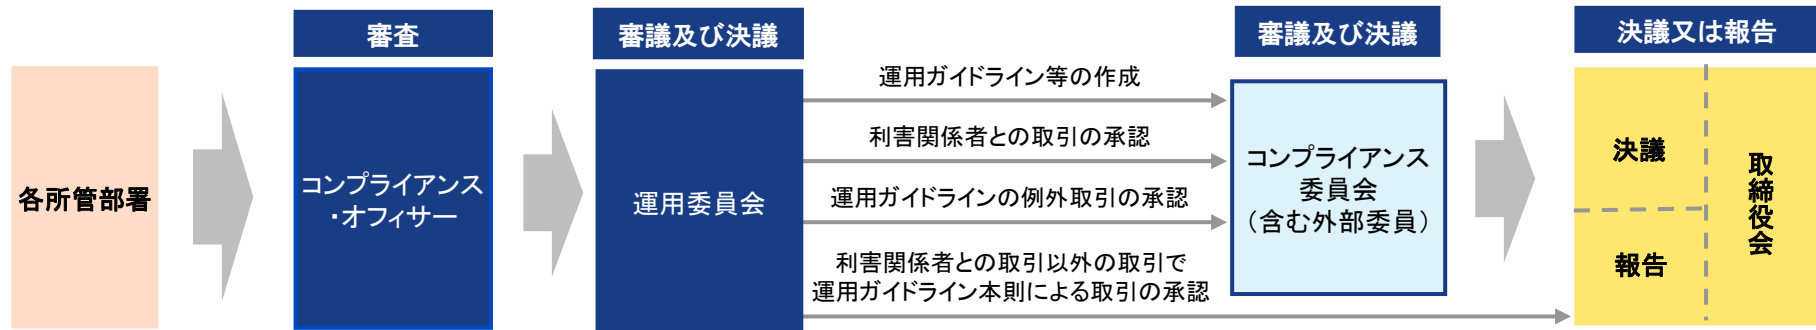 審査
審議及び決議
審議及び決議
決議又は報告
各所管部署
コンプライアンス
・オフィサー
運用委員会
運用ガイドライン等の作成
利害関係者との取引の承認
運用ガイドラインの例外取引の承認
利害関係者との取引以外の取引で
運用ガイドライン本則による取引の承認
コンプライアンス
委員会
（含む外部委員）
決議
報告
取締役会